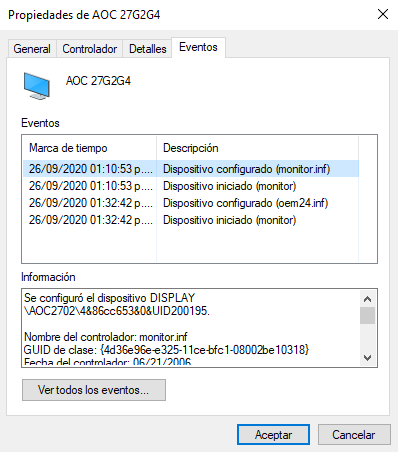 Propiedades de AOC 27G2G4
General Controlador Detalles Eventos
AOC 27G2G4
Eventos
Marca de tiempo Descripción
26/09/2020 01:10:53 p.... Dispositivo configurado (monitor.inf)
26/09/2020 01:10:53 p.... Dispositivo iniciado (monitor)
26/09/2020 01:32:42 p.... Dispositivo configurado (oem24.inf)
26/09/2020 01:32:42 p.... Dispositivo iniciado (monitor)
Información
Se configuró el dispositivo DISPLAY
\AOC2702\4&86cc653&0&UID200195.
Nombre del controlador: monitor.inf
GUID de clase: {4d36e96e-e325-11ce-bfc1-08002be10318}
Fecha del controlador: 06/21/2006
Ver todos los eventos...
Aceptar Cancelar